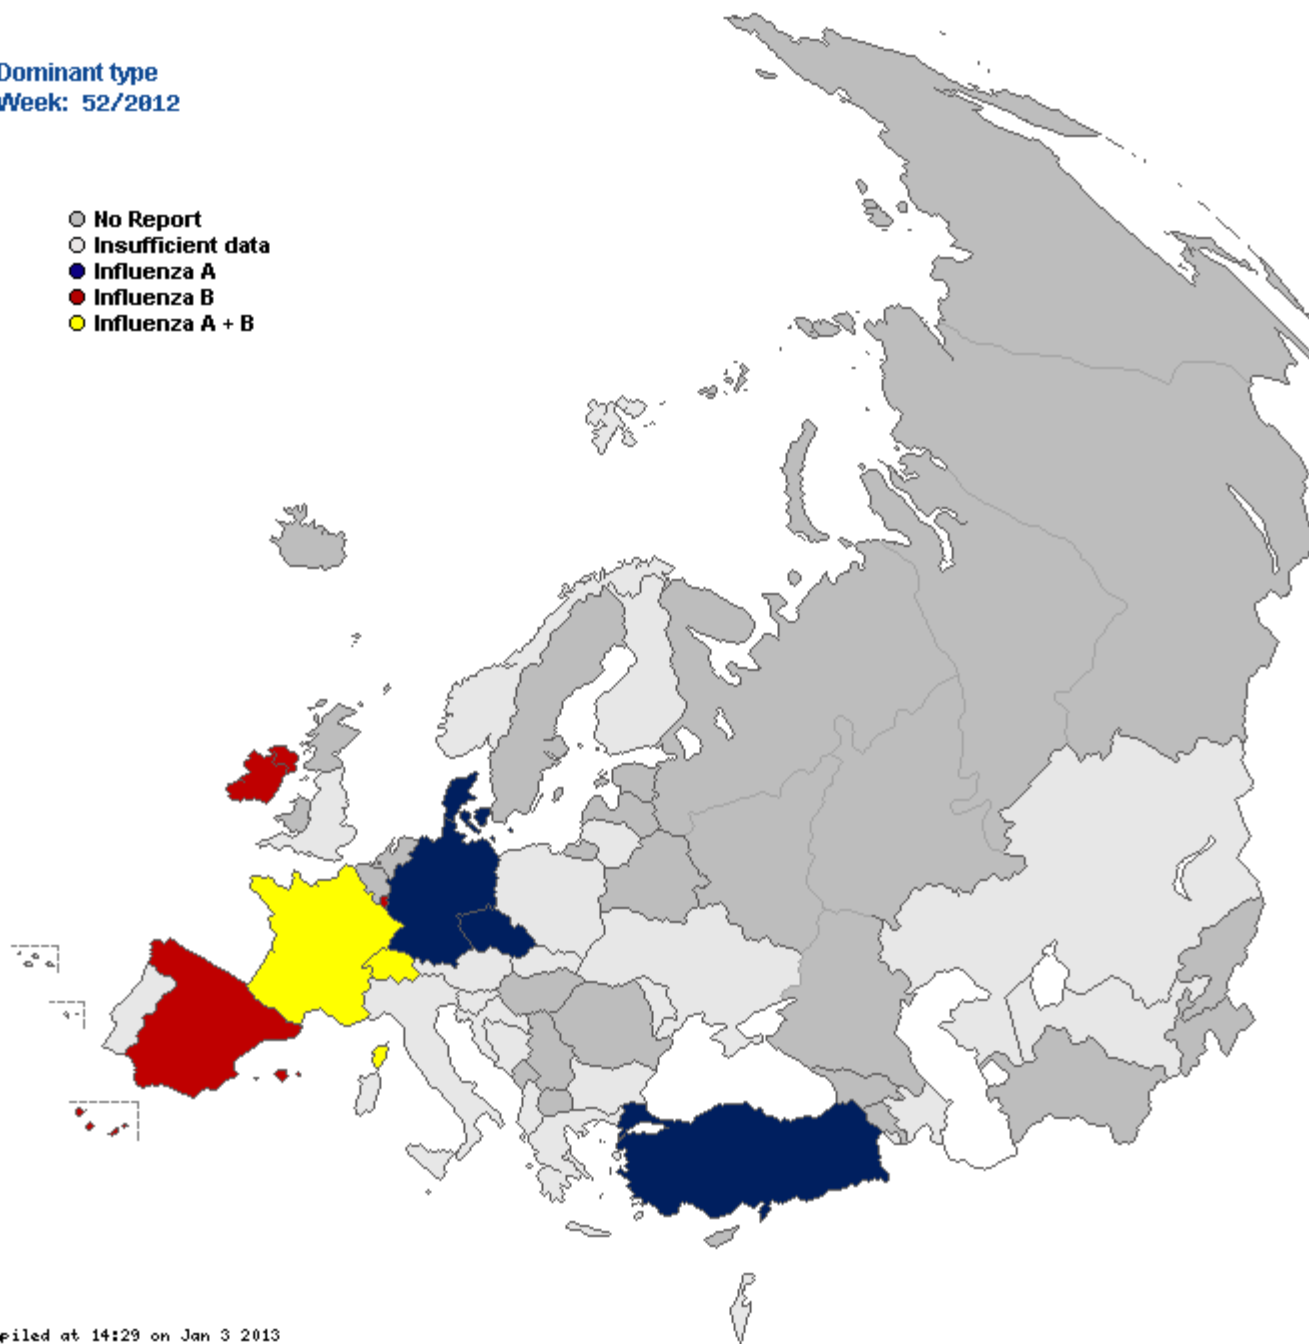 Dominant type
Week: 52/2012
No Report
Insufficient data
Influenza A
Influenza B
Influenza A + B
piled at 14:29 on Jan 3 2013